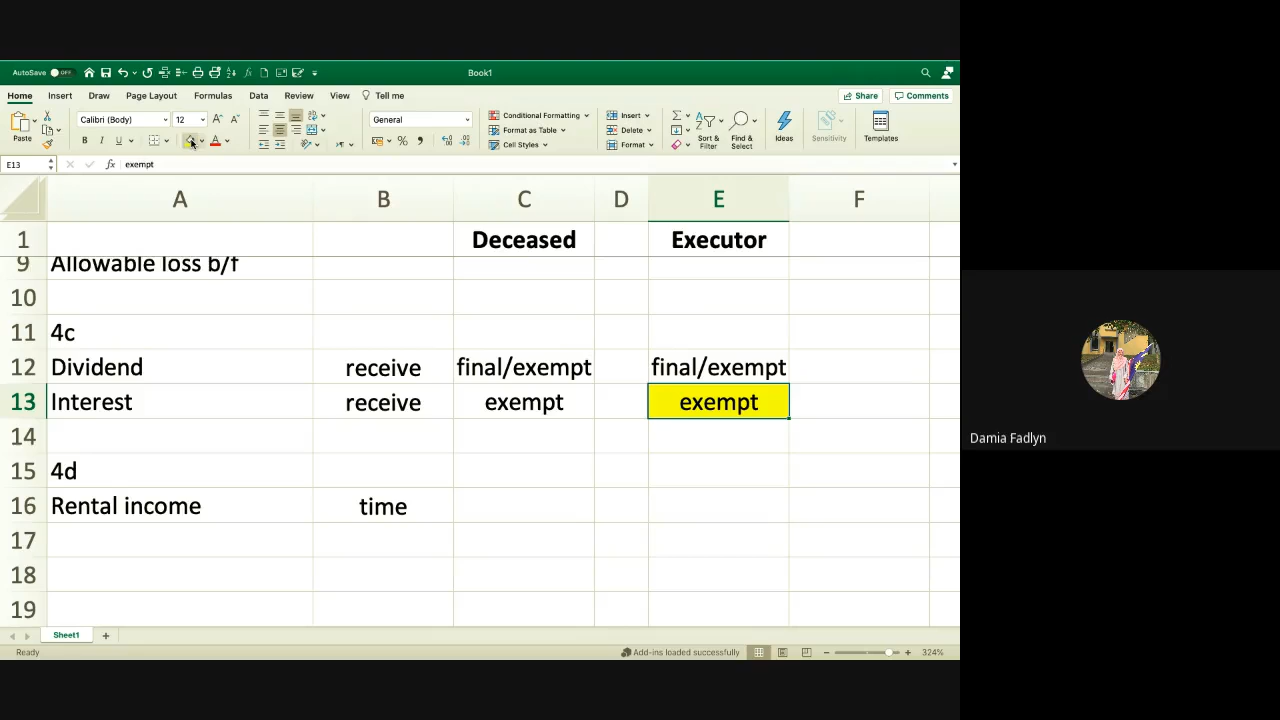 AutoSave OFF
Book1
Home Insert Draw Page Layout Formulas Data Review View Tell me
Share Comments
Paste
Calibri (Body) 12
B I U
General
Conditional Formatting
Format as Table
Cell Styles
Insert
Delete
Format
Sort & Filter
Find & Select
Ideas
Sensitivity
Templates
E13 fx exempt
A B C D E F
1 Deceased Executor
9 Allowable loss b/f
10
11 4c
12 Dividend receive final/exempt final/exempt
13 Interest receive exempt exempt
14
15 4d
16 Rental income time
17
18
19
Sheet1 +
Ready
Add-ins loaded successfully
324%
Damia Fadlyn